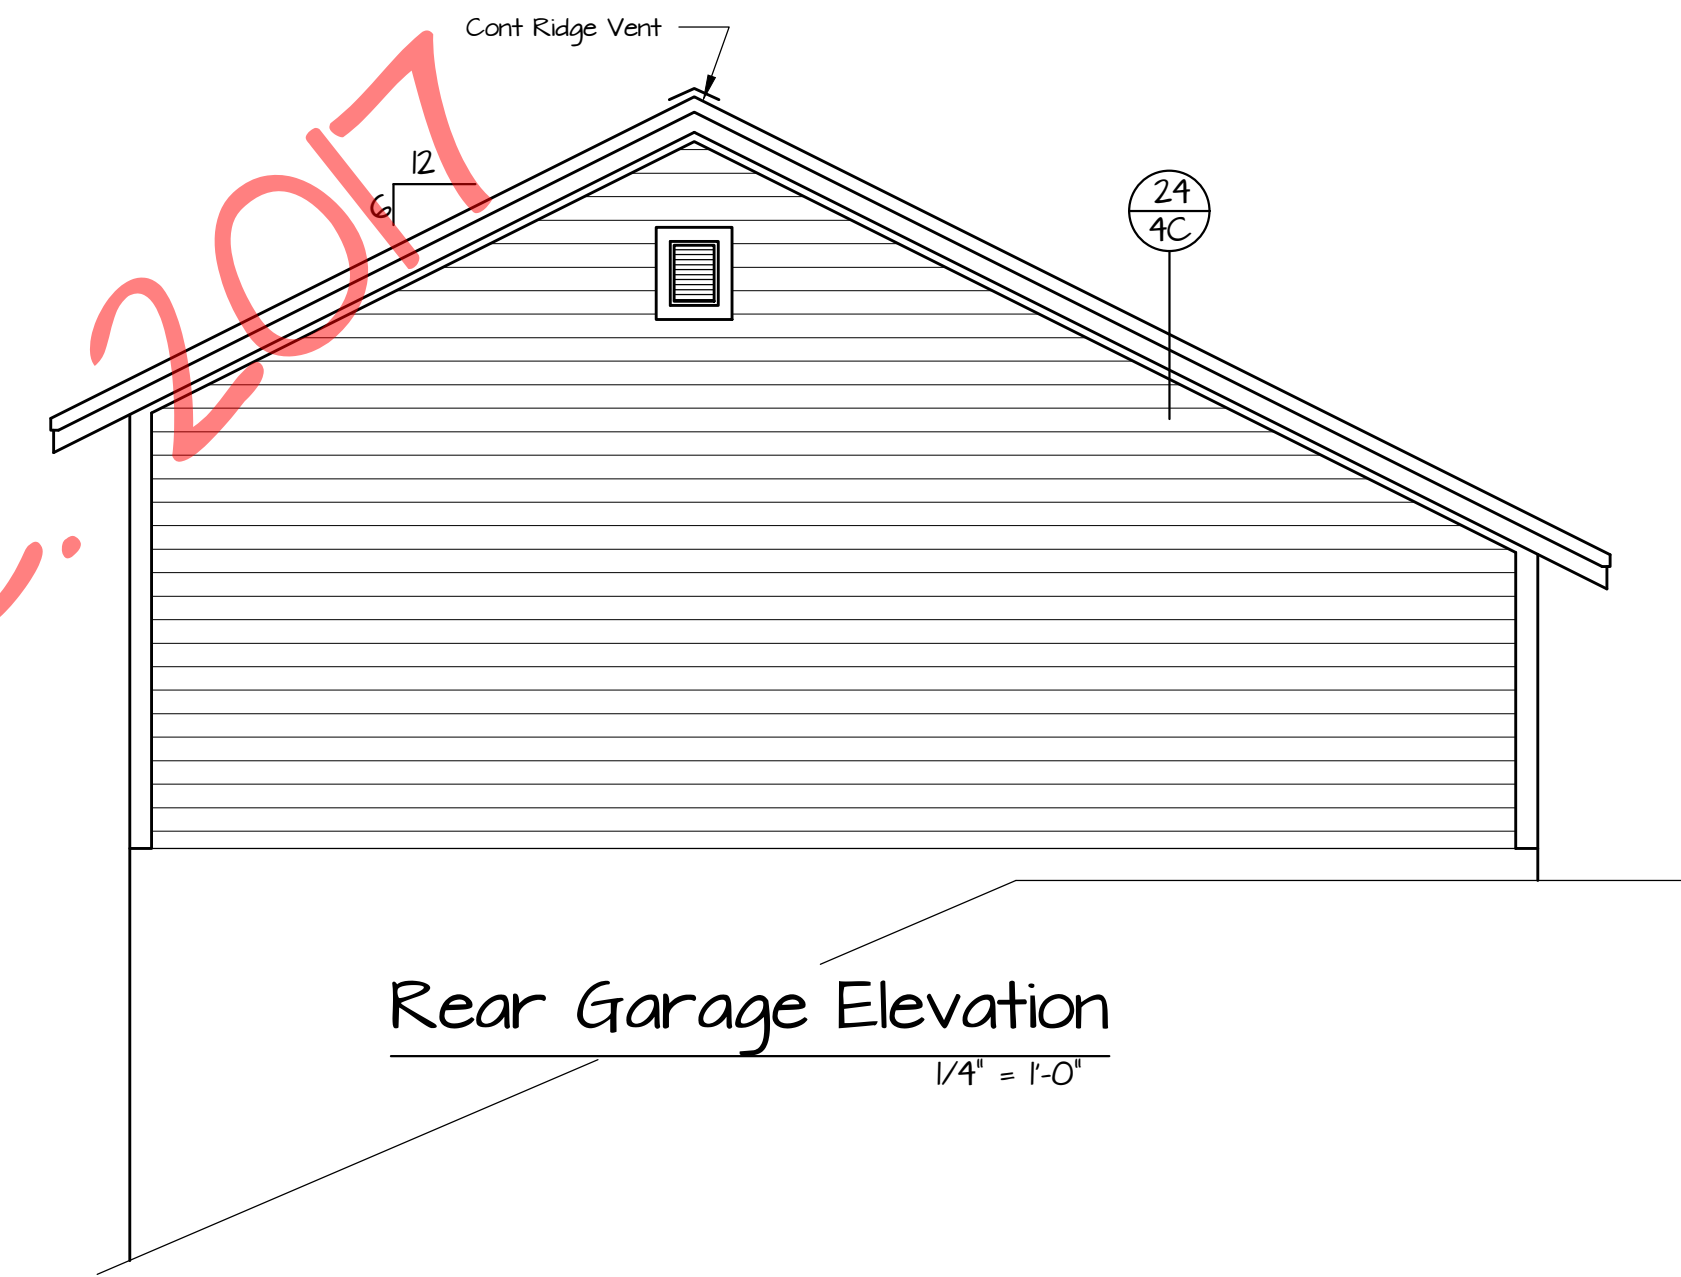 Cont Ridge Vent
2017
12
6
24
4C
Rear Garage Elevation
1/4" = 1'-0"